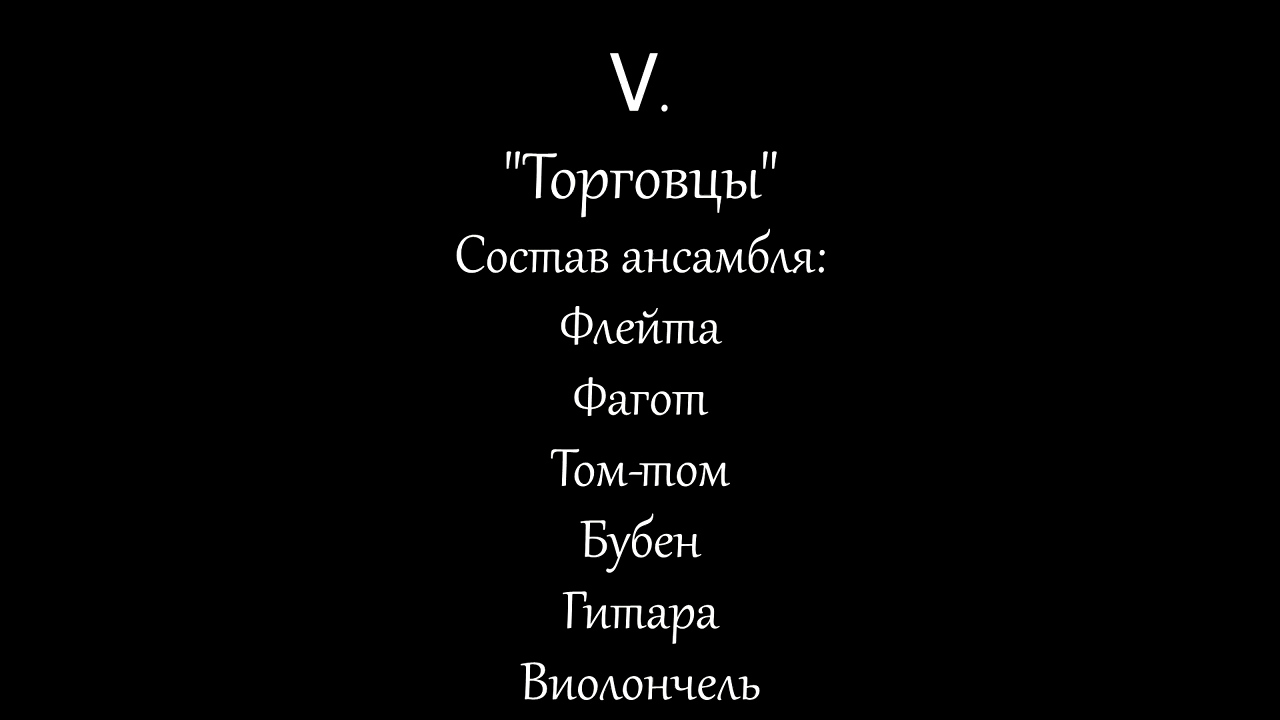 V.
"Торговцы"
Состав ансамбля:
Флейта
Фагот
Том-том
Бубен
Гитара
Виолончель